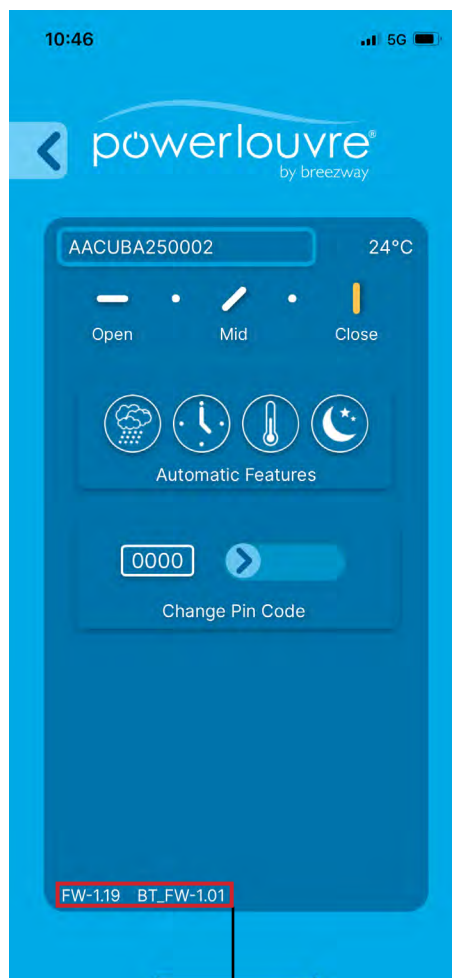 10:46 5G
powerlouvre®
by breezway
AACUBA250002 24°C
Open Mid Close
Automatic Features
0000
Change Pin Code
FW-1.19 BT_FW-1.01